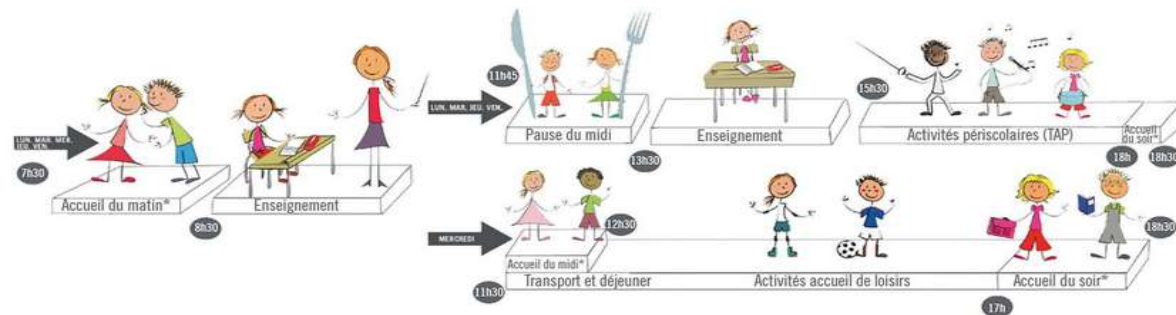 LUN. MAR. MER.
JEU. VEN.
7h30
Accueil du matin*
8h30
Enseignement
LUN. MAR. JEU. VEN.
11h45
Pause du midi
13h30
Enseignement
15h30
Activités périscolaires (TAP)
18h
Accueil
du soir*
18h30
MERCREDI
11h30
Accueil du midi*
12h30
Transport et déjeuner
Activités accueil de loisirs
17h
Accueil du soir*
18h30